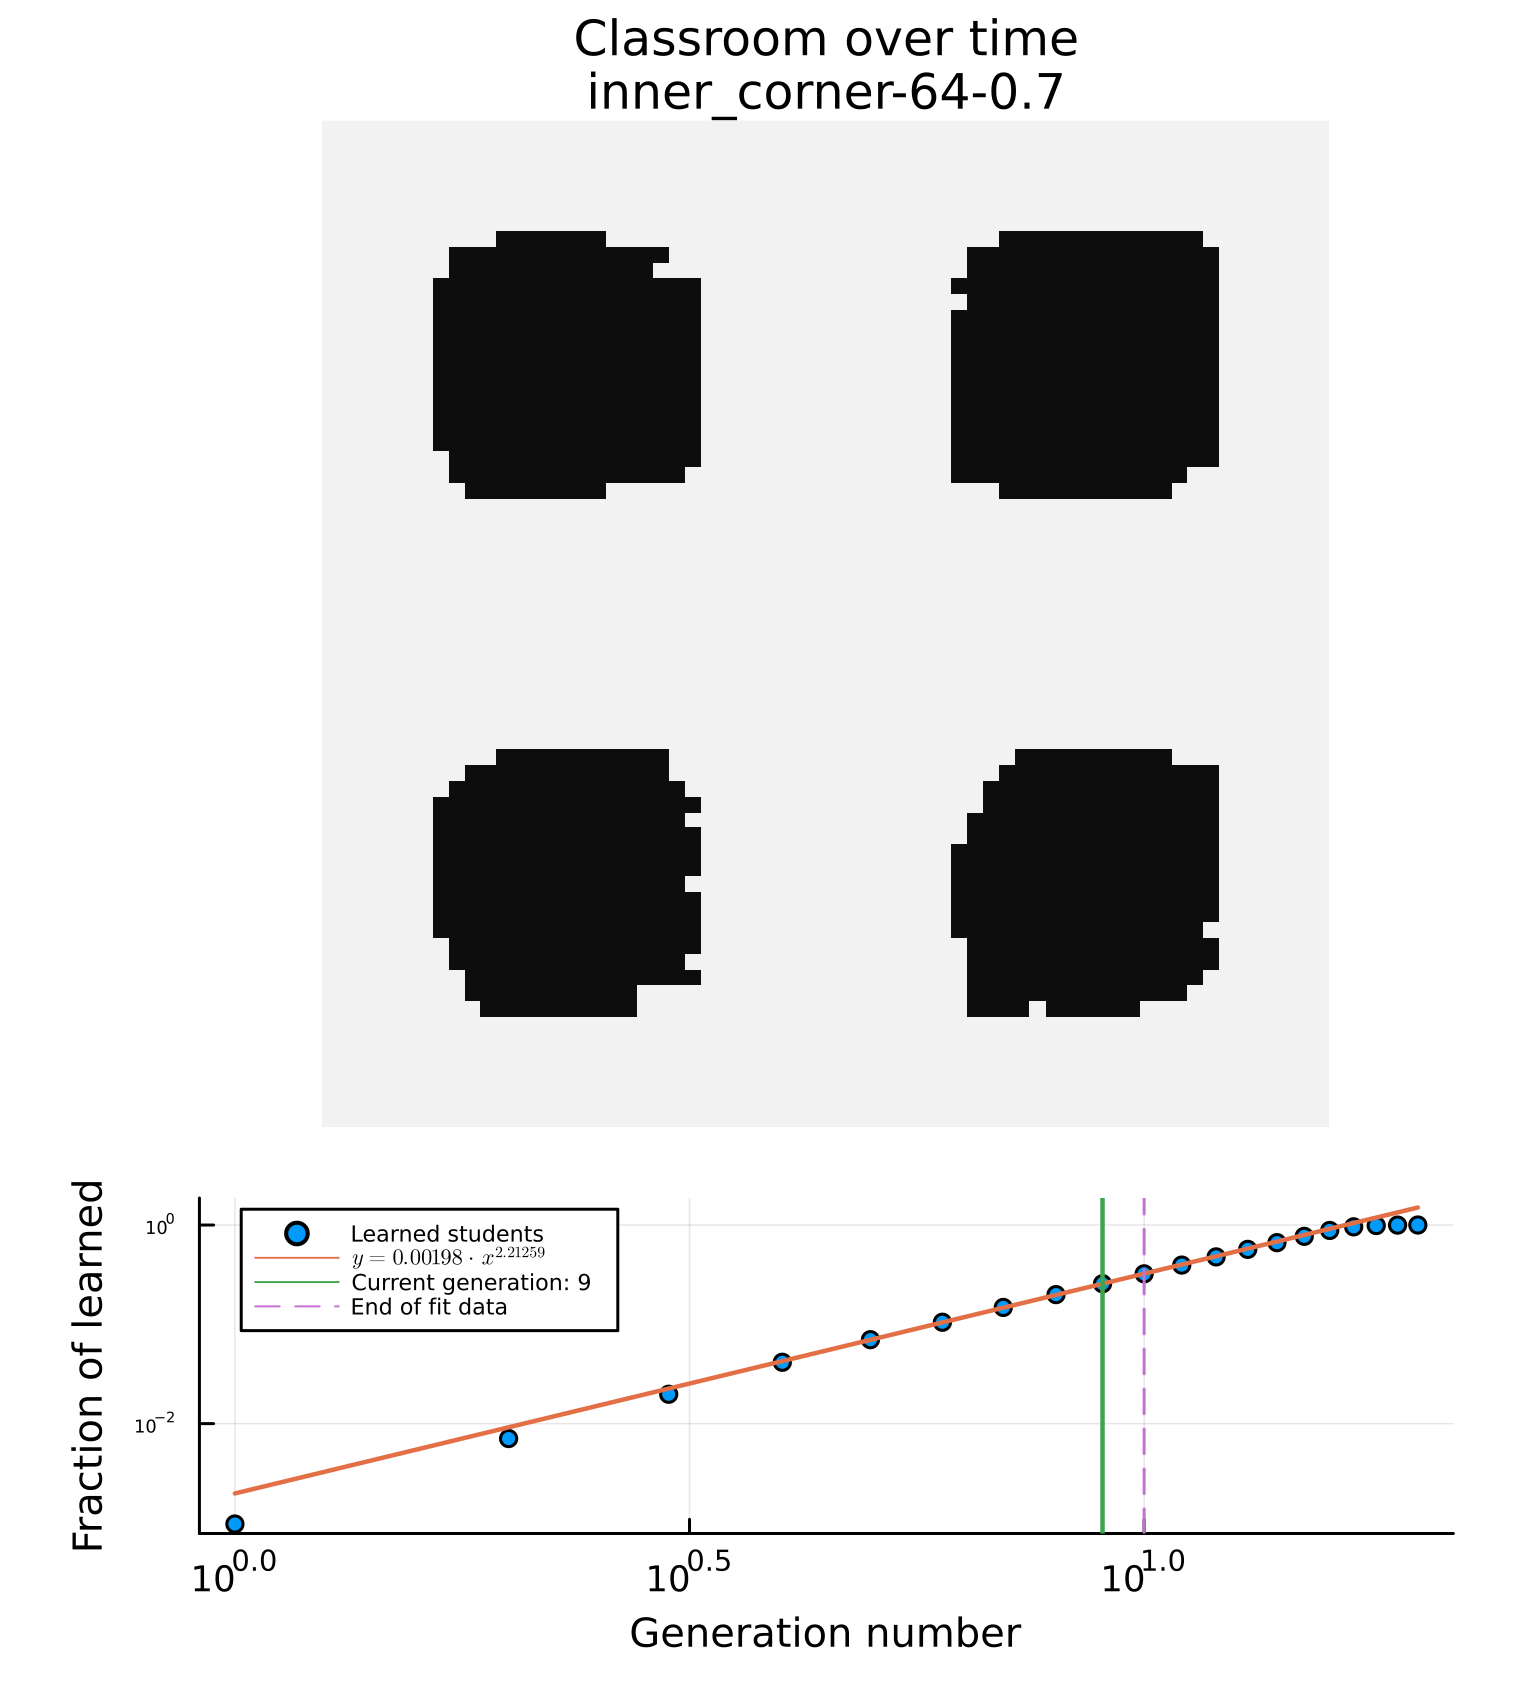 Classroom over time
inner_corner-64-0.7
Fraction of learned
10^0
10^−2
Learned students
y = 0.00198 · x^2.21259
Current generation: 9
End of fit data
10^0.0
10^0.5
10^1.0
Generation number